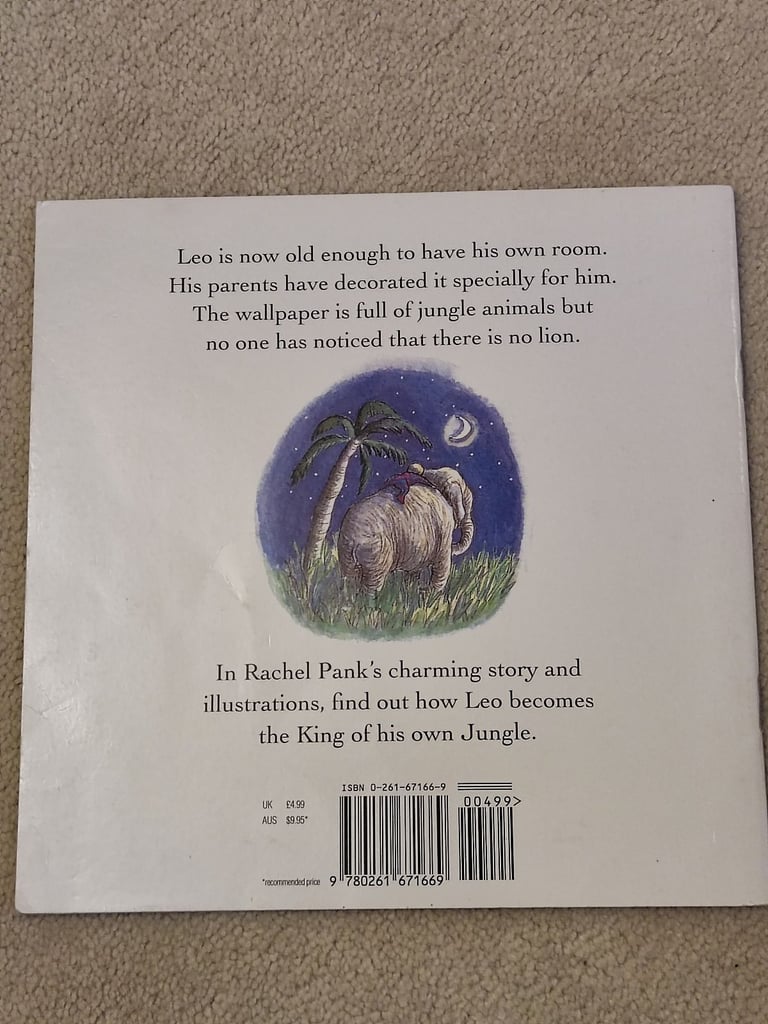 Leo is now old enough to have his own room.
His parents have decorated it specially for him.
The wallpaper is full of jungle animals but
no one has noticed that there is no lion.
In Rachel Pank's charming story and
illustrations, find out how Leo becomes
the King of his own Jungle.
ISBN 0-261-67166-9
UK £4.99
AUS $9.95*
00499>
*recommended price
9 780261 671669